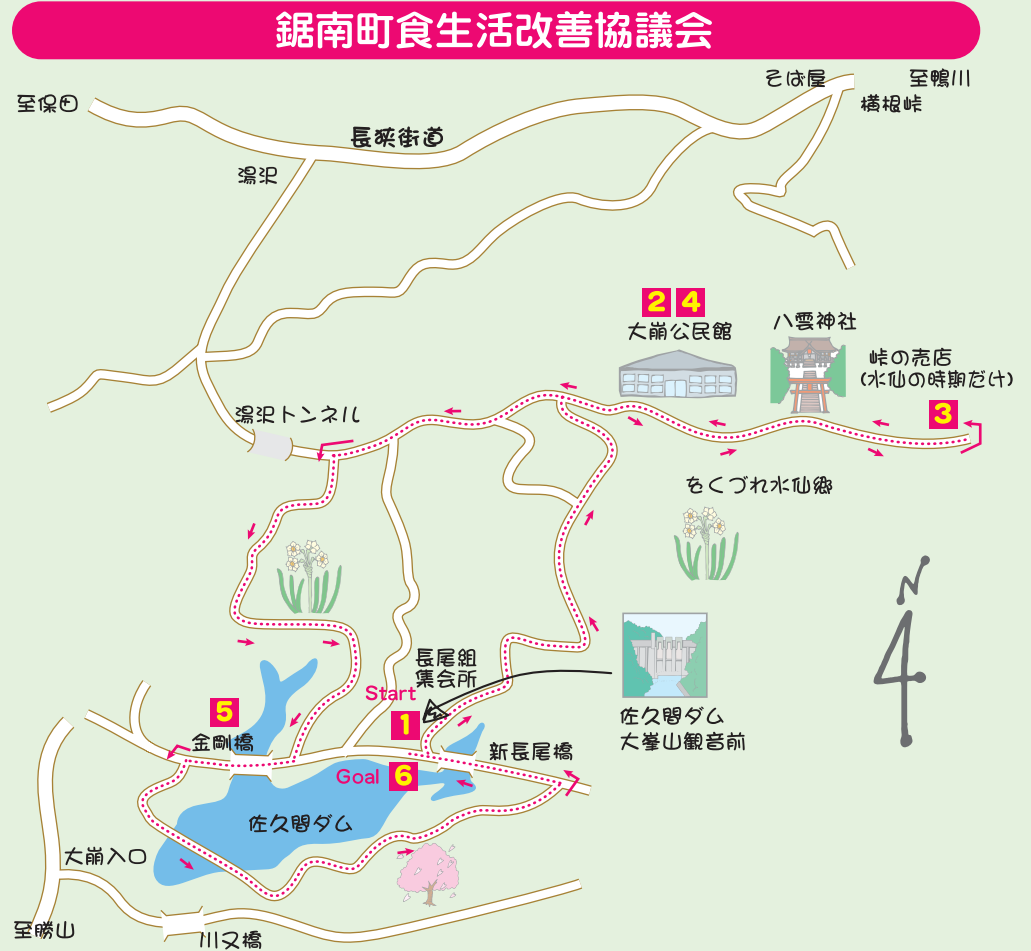 鋸南町食生活改善協議会
そば屋
至鴨川
至保田
横根峠
長狭街道
湯沢
2 4
大崩公民館
八雲神社
峠の売店
(水仙の時期だけ)
3
湯沢トンネル
をくづれ水仙郷
N
4
長尾組
集会所
Start
1
5
金剛橋
佐久間ダム
大峯山観音前
新長尾橋
Goal 6
佐久間ダム
大崩入口
至勝山
川又橋